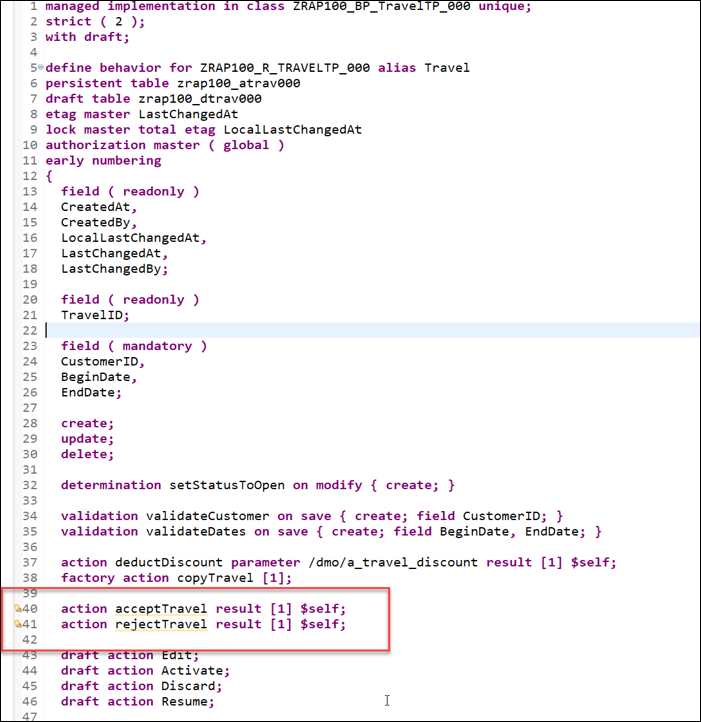 1 managed implementation in class ZRAP100_BP_TravelTP_000 unique;
2 strict ( 2 );
3 with draft;
4
5 define behavior for ZRAP100_R_TRAVELTP_000 alias Travel
6 persistent table zrap100_atrav000
7 draft table zrap100_dtrav000
8 etag master LastChangedAt
9 lock master total etag LocalLastChangedAt
10 authorization master ( global )
11 early numbering
12 {
13 field ( readonly )
14 CreatedAt,
15 CreatedBy,
16 LocalLastChangedAt,
17 LastChangedAt,
18 LastChangedBy;
19
20 field ( readonly )
21 TravelID;
22
23 field ( mandatory )
24 CustomerID,
25 BeginDate,
26 EndDate;
27
28 create;
29 update;
30 delete;
31
32 determination setStatusToOpen on modify { create; }
33
34 validation validateCustomer on save { create; field CustomerID; }
35 validation validateDates on save { create; field BeginDate, EndDate; }
36
37 action deductDiscount parameter /dmo/a_travel_discount result [1] $self;
38 factory action copyTravel [1];
39
40 action acceptTravel result [1] $self;
41 action rejectTravel result [1] $self;
42
43 draft action Edit;
44 draft action Activate;
45 draft action Discard;
46 draft action Resume;
47